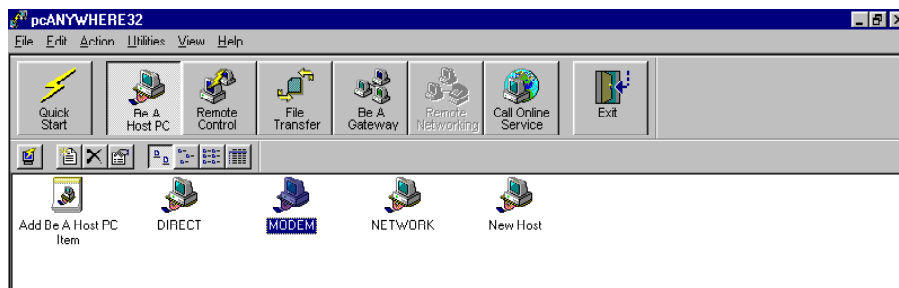 pcANYWHERE32
File Edit Action Utilities View Help
Quick Start
Be A Host PC
Remote Control
File Transfer
Be A Gateway
Remote Networking
Call Online Service
Exit
Add Be A Host PC Item
DIRECT
MODEM
NETWORK
New Host